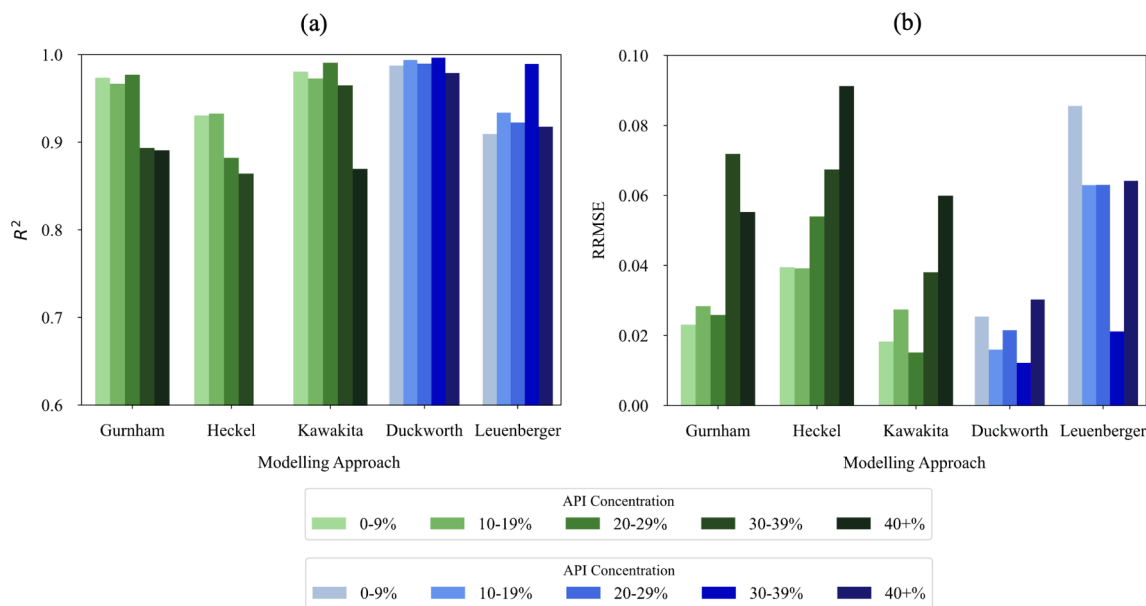 (a)
1.0
0.9
0.8
0.7
0.6
R²
Gurnham Heckel Kawakita Duckworth Leuenberger
Modelling Approach
(b)
0.10
0.08
0.06
0.04
0.02
0.00
RRMSE
Gurnham Heckel Kawakita Duckworth Leuenberger
Modelling Approach
API Concentration
0-9% 10-19% 20-29% 30-39% 40+%
API Concentration
0-9% 10-19% 20-29% 30-39% 40+%